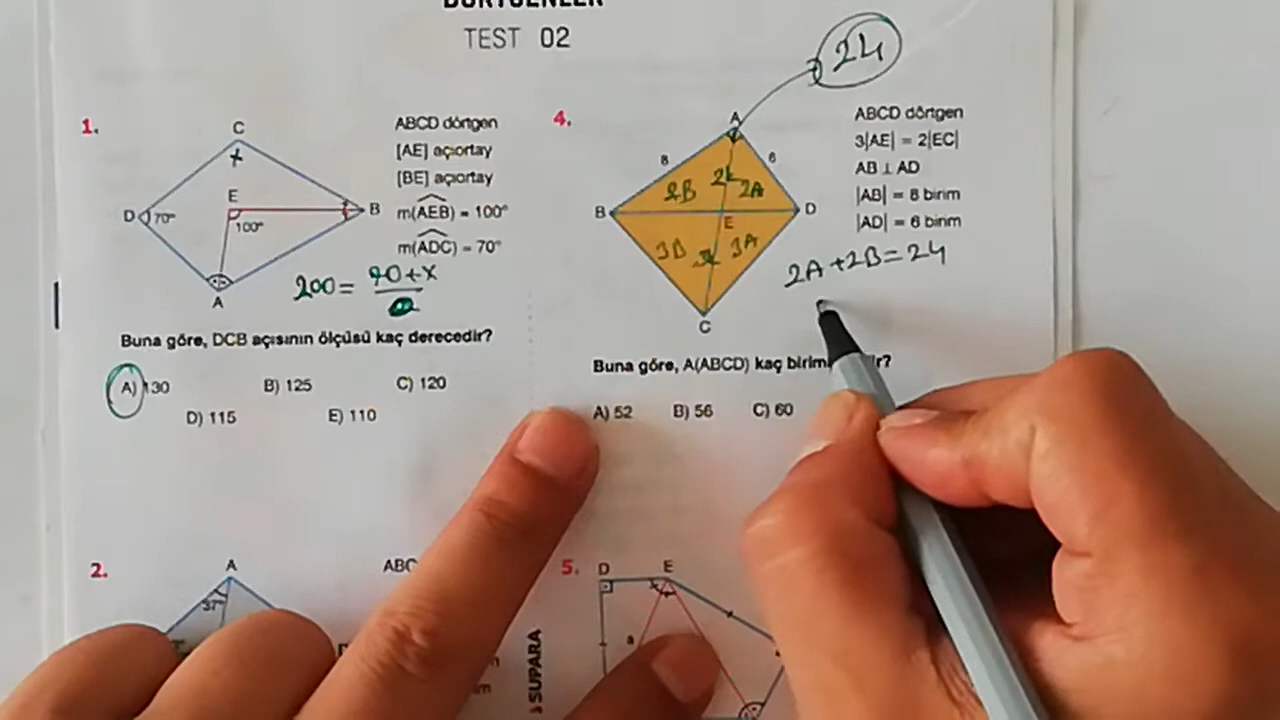 TEST 02
24
1.
C
D
70°
E
100°
B
A
x
ABCD dörtgen
[AE] açıortay
[BE] açıortay
m(AEB) = 100°
m(ADC) = 70°
Buna göre, DCB açısının ölçüsü kaç derecedir?
A) 130
B) 125
C) 120
D) 115
E) 110
4.
A
8
6
2B
2k
2A
B
E
D
3B
3A
C
ABCD dörtgen
3|AE| = 2|EC|
AB ⊥ AD
|AB| = 8 birim
|AD| = 6 birim
2A + 2B = 24
Buna göre, A(ABCD) kaç
A) 52
B) 56
C) 60
2.
A
37°
ABC
5.
D
E
a
SUPARA